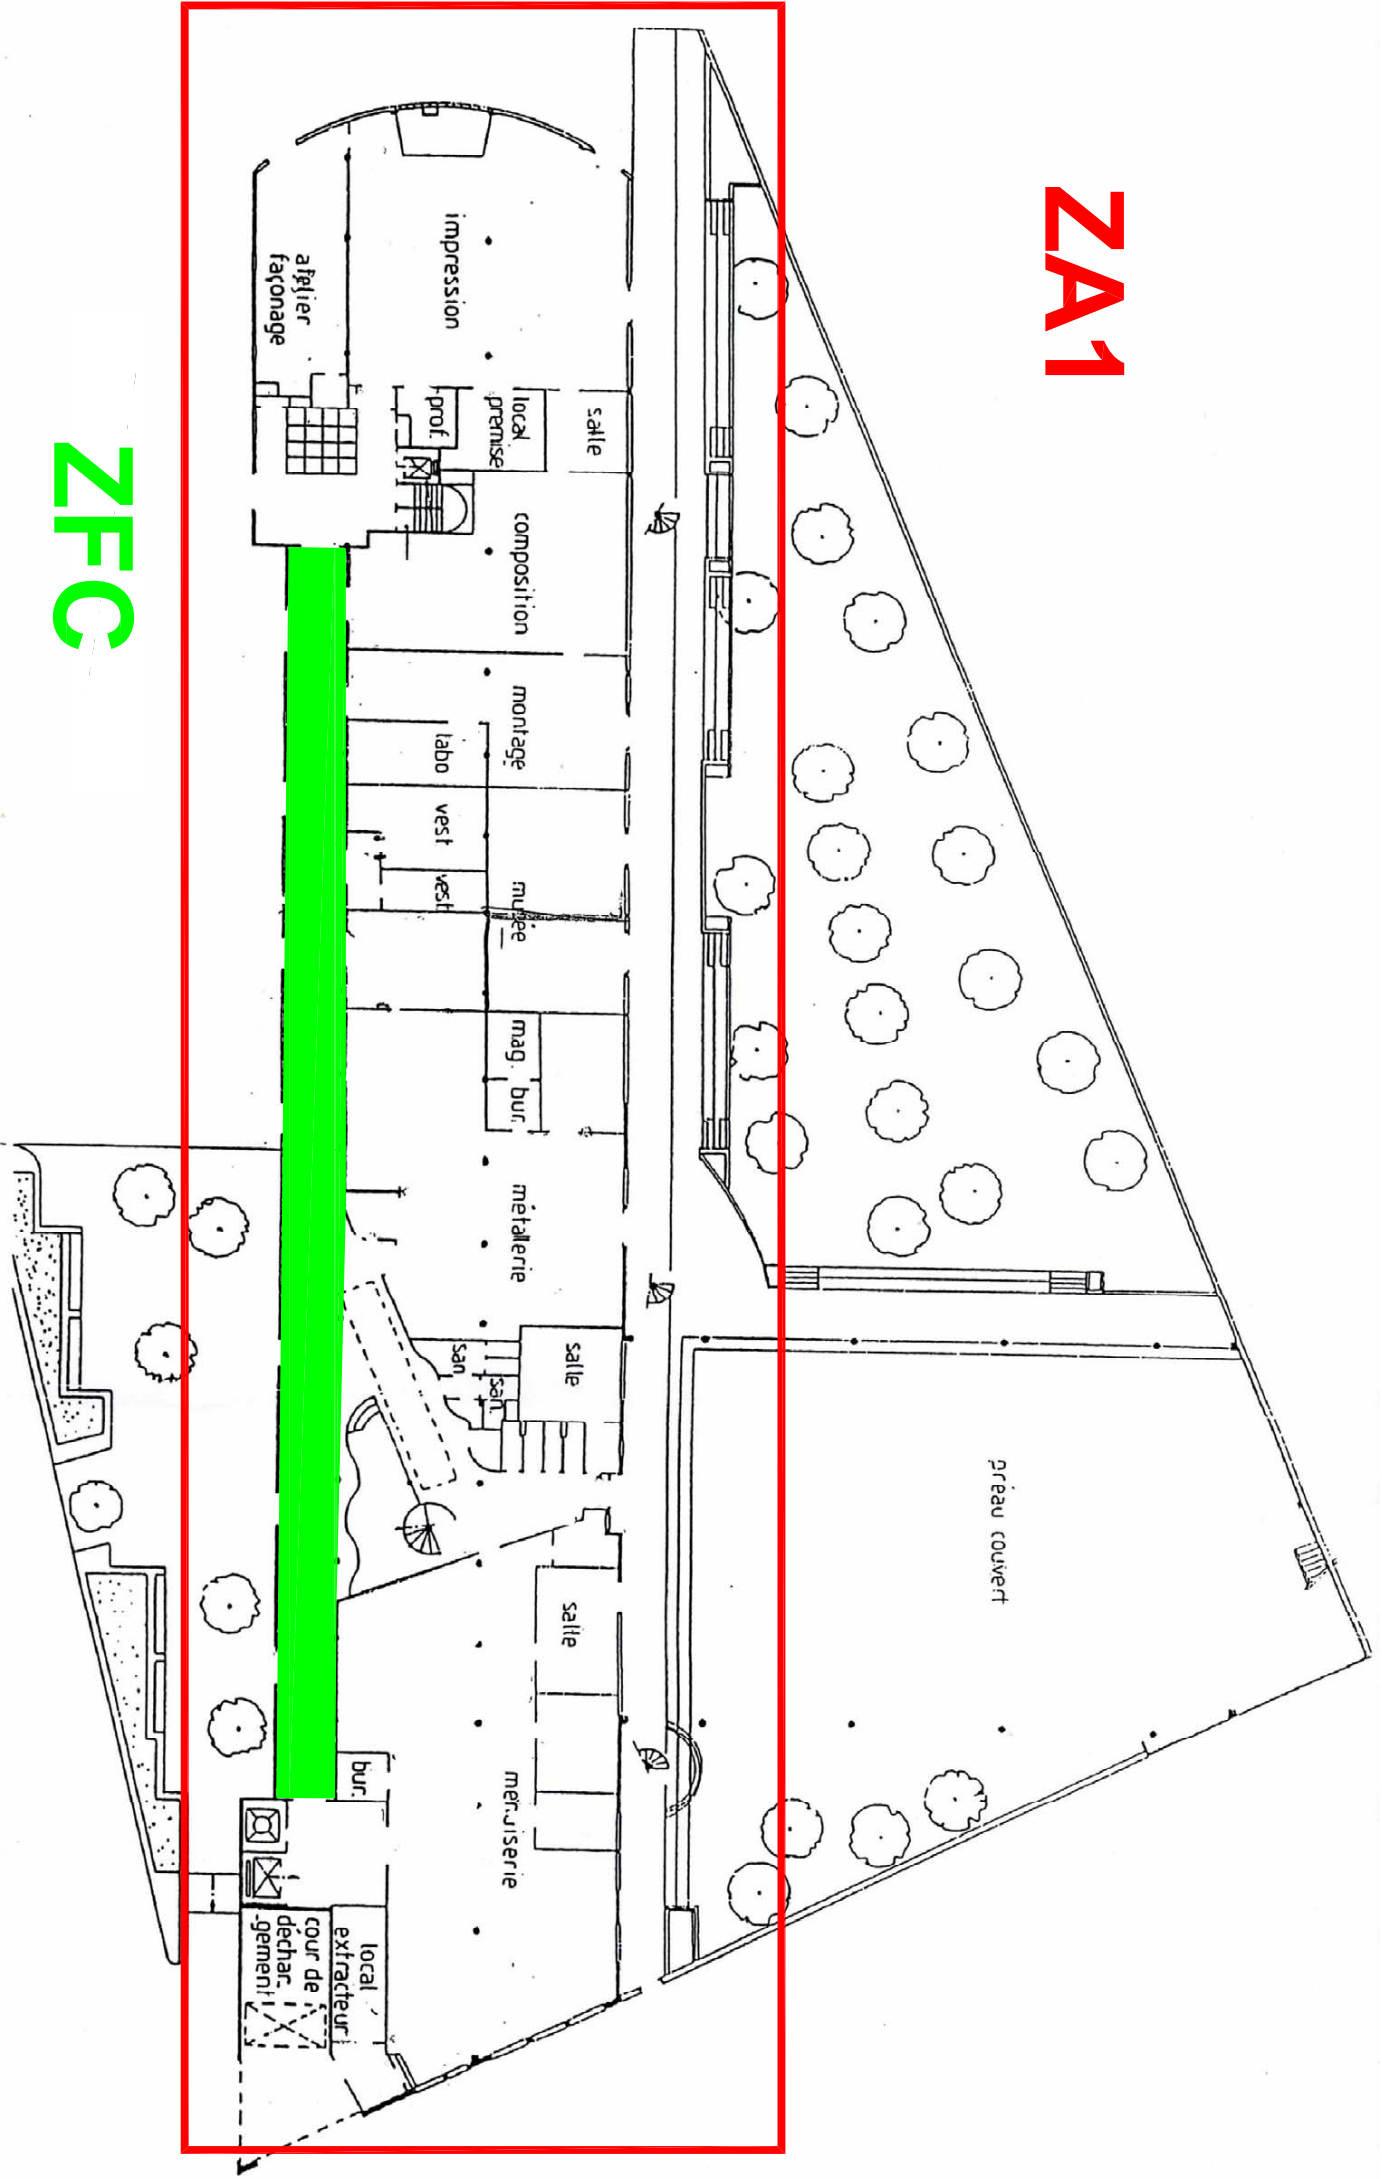 ZA1
ZFC
impression
atelier
façonage
prof.
local
premise
salle
composition
montage
labo
vest
vest
musée
mag.
bur.
métallerie
san
san.
salle
préau couvert
salle
bur.
menuiserie
local
extracteur
cour de
déchar.
-gement